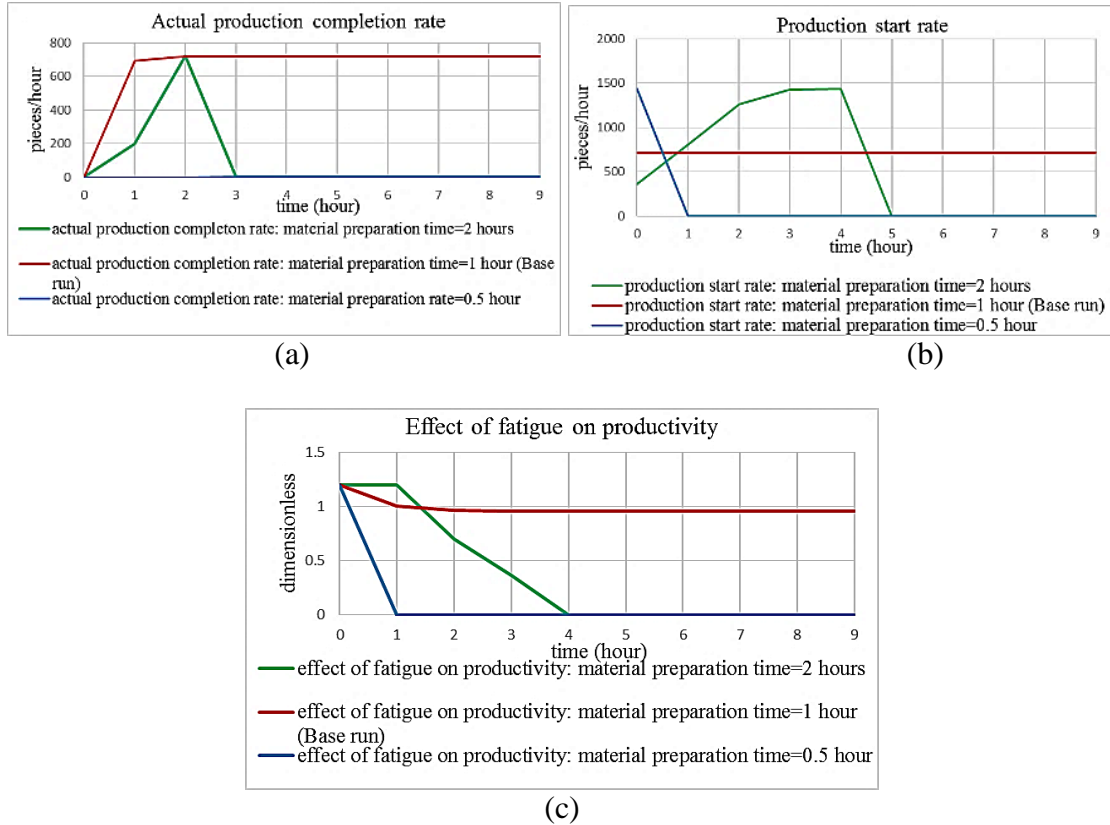 Actual production completion rate
800
600
400
200
0
pieces/hour
0 1 2 3 4 5 6 7 8 9
time (hour)
actual production completon rate: material preparation time=2 hours
actual production completion rate: material preparation time=1 hour (Base
run)
actual production completion rate: material preparation rate=0.5 hour
(a)
Production start rate
2000
1500
1000
500
0
pieces/hour
0 1 2 3 4 5 6 7 8 9
time (hour)
production start rate: material preparation time=2 hours
production start rate: material preparation time=1 hour (Base run)
production start rate: material preparation time=0.5 hour
(b)
Effect of fatigue on productivity
1.5
1
0.5
0
dimensionless
0 1 2 3 4 5 6 7 8 9
time (hour)
effect of fatigue on productivity: material preparation time=2 hours
effect of fatigue on productivity: material preparation time=1 hour
(Base run)
effect of fatigue on productivity: material preparation time=0.5 hour
(c)